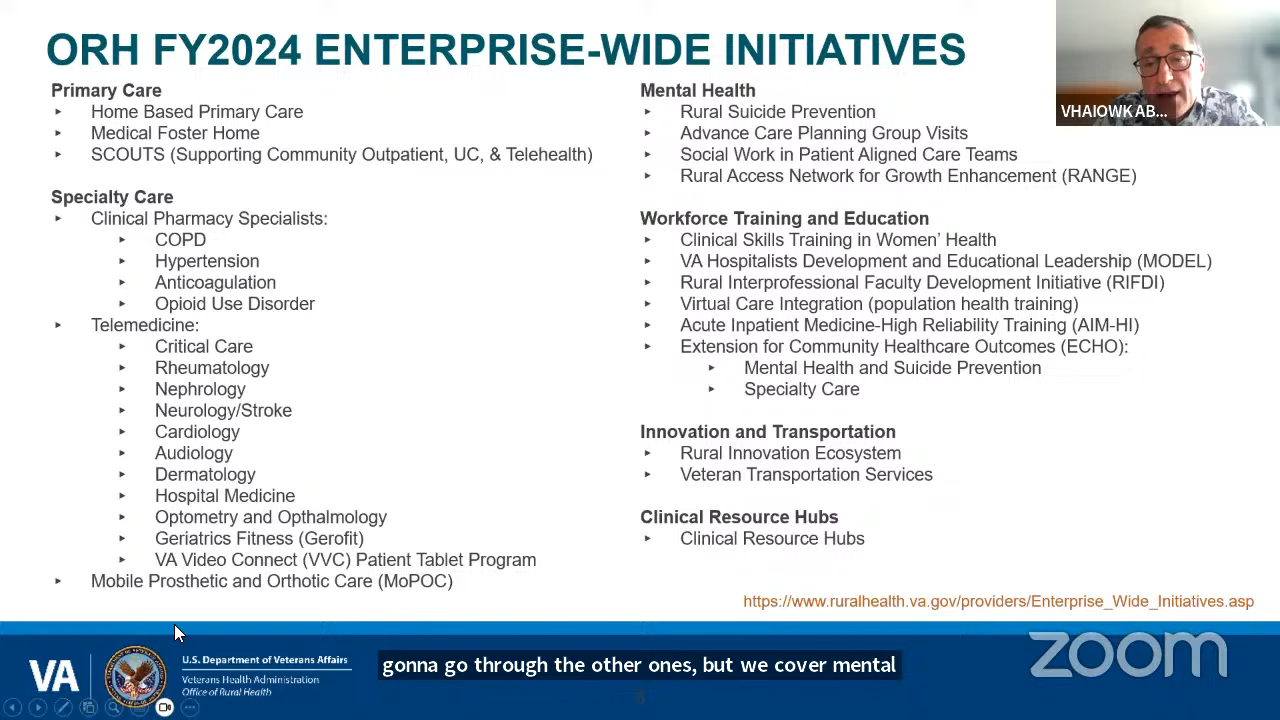 ORH FY2024 ENTERPRISE-WIDE INITIATIVES
Primary Care
Home Based Primary Care
Medical Foster Home
SCOUTS (Supporting Community Outpatient, UC, & Telehealth)
Specialty Care
Clinical Pharmacy Specialists:
COPD
Hypertension
Anticoagulation
Opioid Use Disorder
Telemedicine:
Critical Care
Rheumatology
Nephrology
Neurology/Stroke
Cardiology
Audiology
Dermatology
Hospital Medicine
Optometry and Opthalmology
Geriatrics Fitness (Gerofit)
VA Video Connect (VVC) Patient Tablet Program
Mobile Prosthetic and Orthotic Care (MoPOC)
Mental Health
Rural Suicide Prevention
Advance Care Planning Group Visits
Social Work in Patient Aligned Care Teams
Rural Access Network for Growth Enhancement (RANGE)
Workforce Training and Education
Clinical Skills Training in Women' Health
VA Hospitalists Development and Educational Leadership (MODEL)
Rural Interprofessional Faculty Development Initiative (RIFDI)
Virtual Care Integration (population health training)
Acute Inpatient Medicine-High Reliability Training (AIM-HI)
Extension for Community Healthcare Outcomes (ECHO):
Mental Health and Suicide Prevention
Specialty Care
Innovation and Transportation
Rural Innovation Ecosystem
Veteran Transportation Services
Clinical Resource Hubs
Clinical Resource Hubs
https://www.ruralhealth.va.gov/providers/Enterprise_Wide_Initiatives.asp
VHAIOWK AB...
VA
U.S. Department of Veterans Affairs
Veterans Health Administration
Office of Rural Health
gonna go through the other ones, but we cover mental
zoom